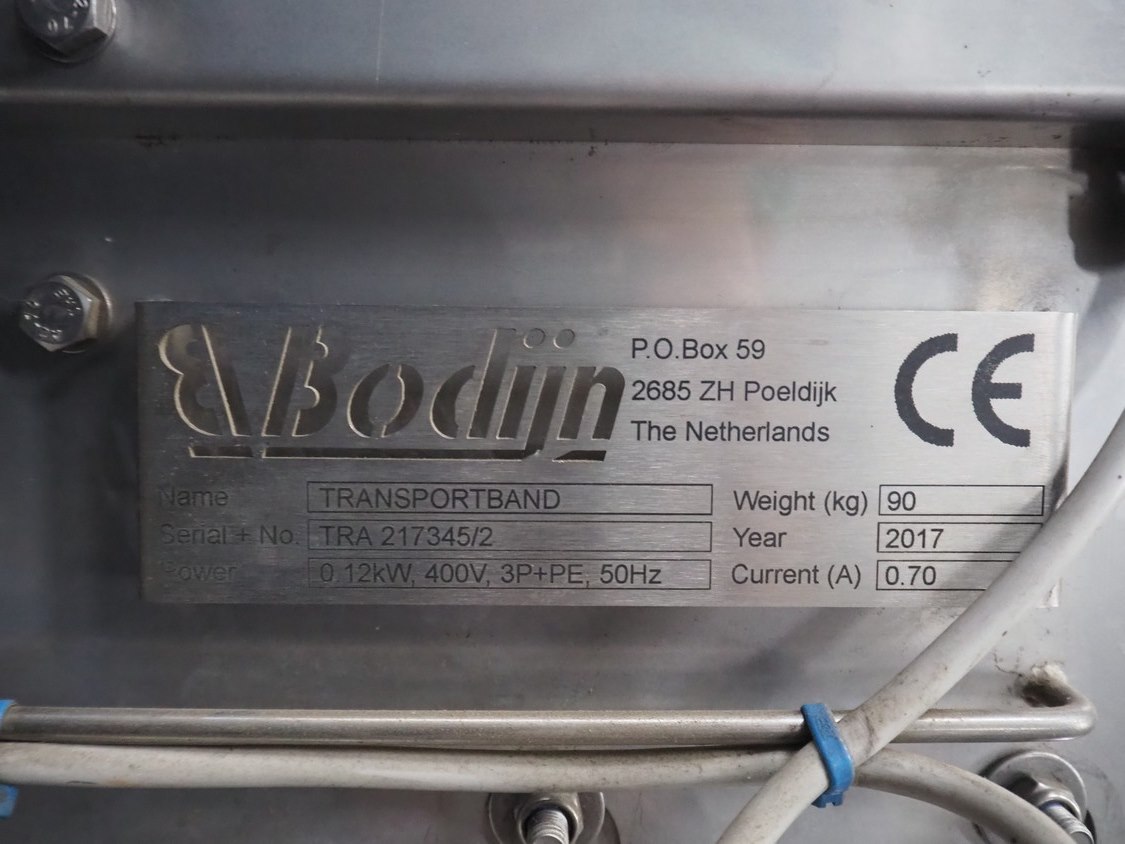 Bodijn
P.O.Box 59
2685 ZH Poeldijk
The Netherlands
CE
Name TRANSPORTBAND Weight (kg) 90
Serial + No. TRA 217345/2 Year 2017
Power 0.12kW, 400V, 3P+PE, 50Hz Current (A) 0.70